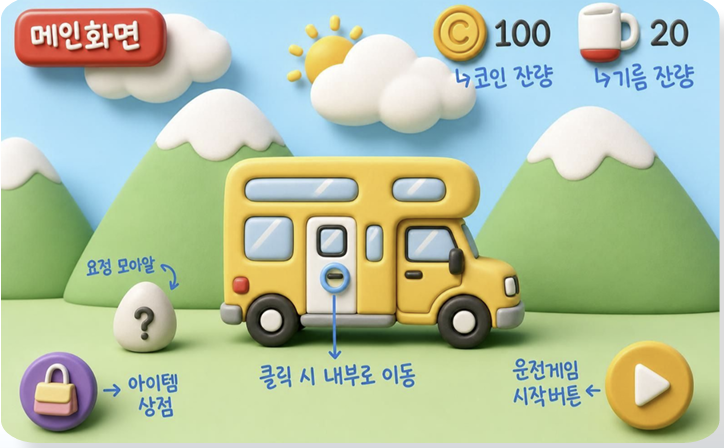 메인화면
C 100
20
↳코인 잔량
↳기름 잔량
요정 모아알
?
클릭 시 내부로 이동
→ 아이템
상점
운전게임
시작버튼 ←